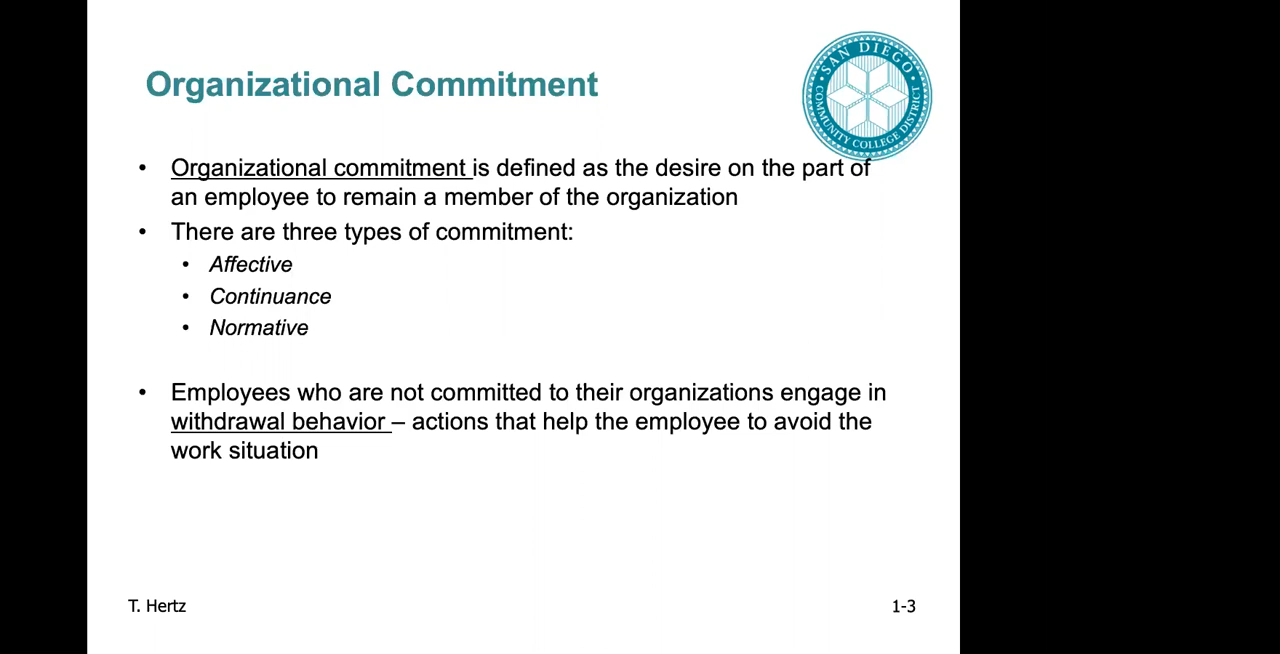 Organizational Commitment
SAN DIEGO
COMMUNITY COLLEGE DISTRICT
• Organizational commitment is defined as the desire on the part of
an employee to remain a member of the organization
• There are three types of commitment:
• Affective
• Continuance
• Normative
• Employees who are not committed to their organizations engage in
withdrawal behavior – actions that help the employee to avoid the
work situation
T. Hertz
1-3